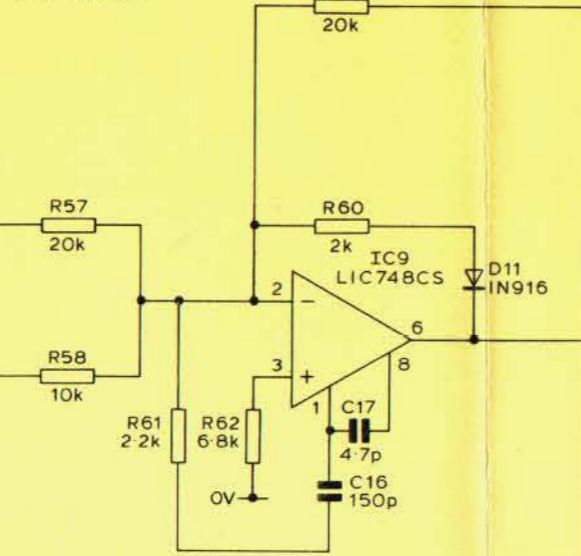 20k
R57
20k
R60
2k
IC9
LIC748CS
D11
IN916
2
6
R58
10k
3
8
1
R61
2·2k
R62
6·8k
C17
4·7p
C16
150p
0V